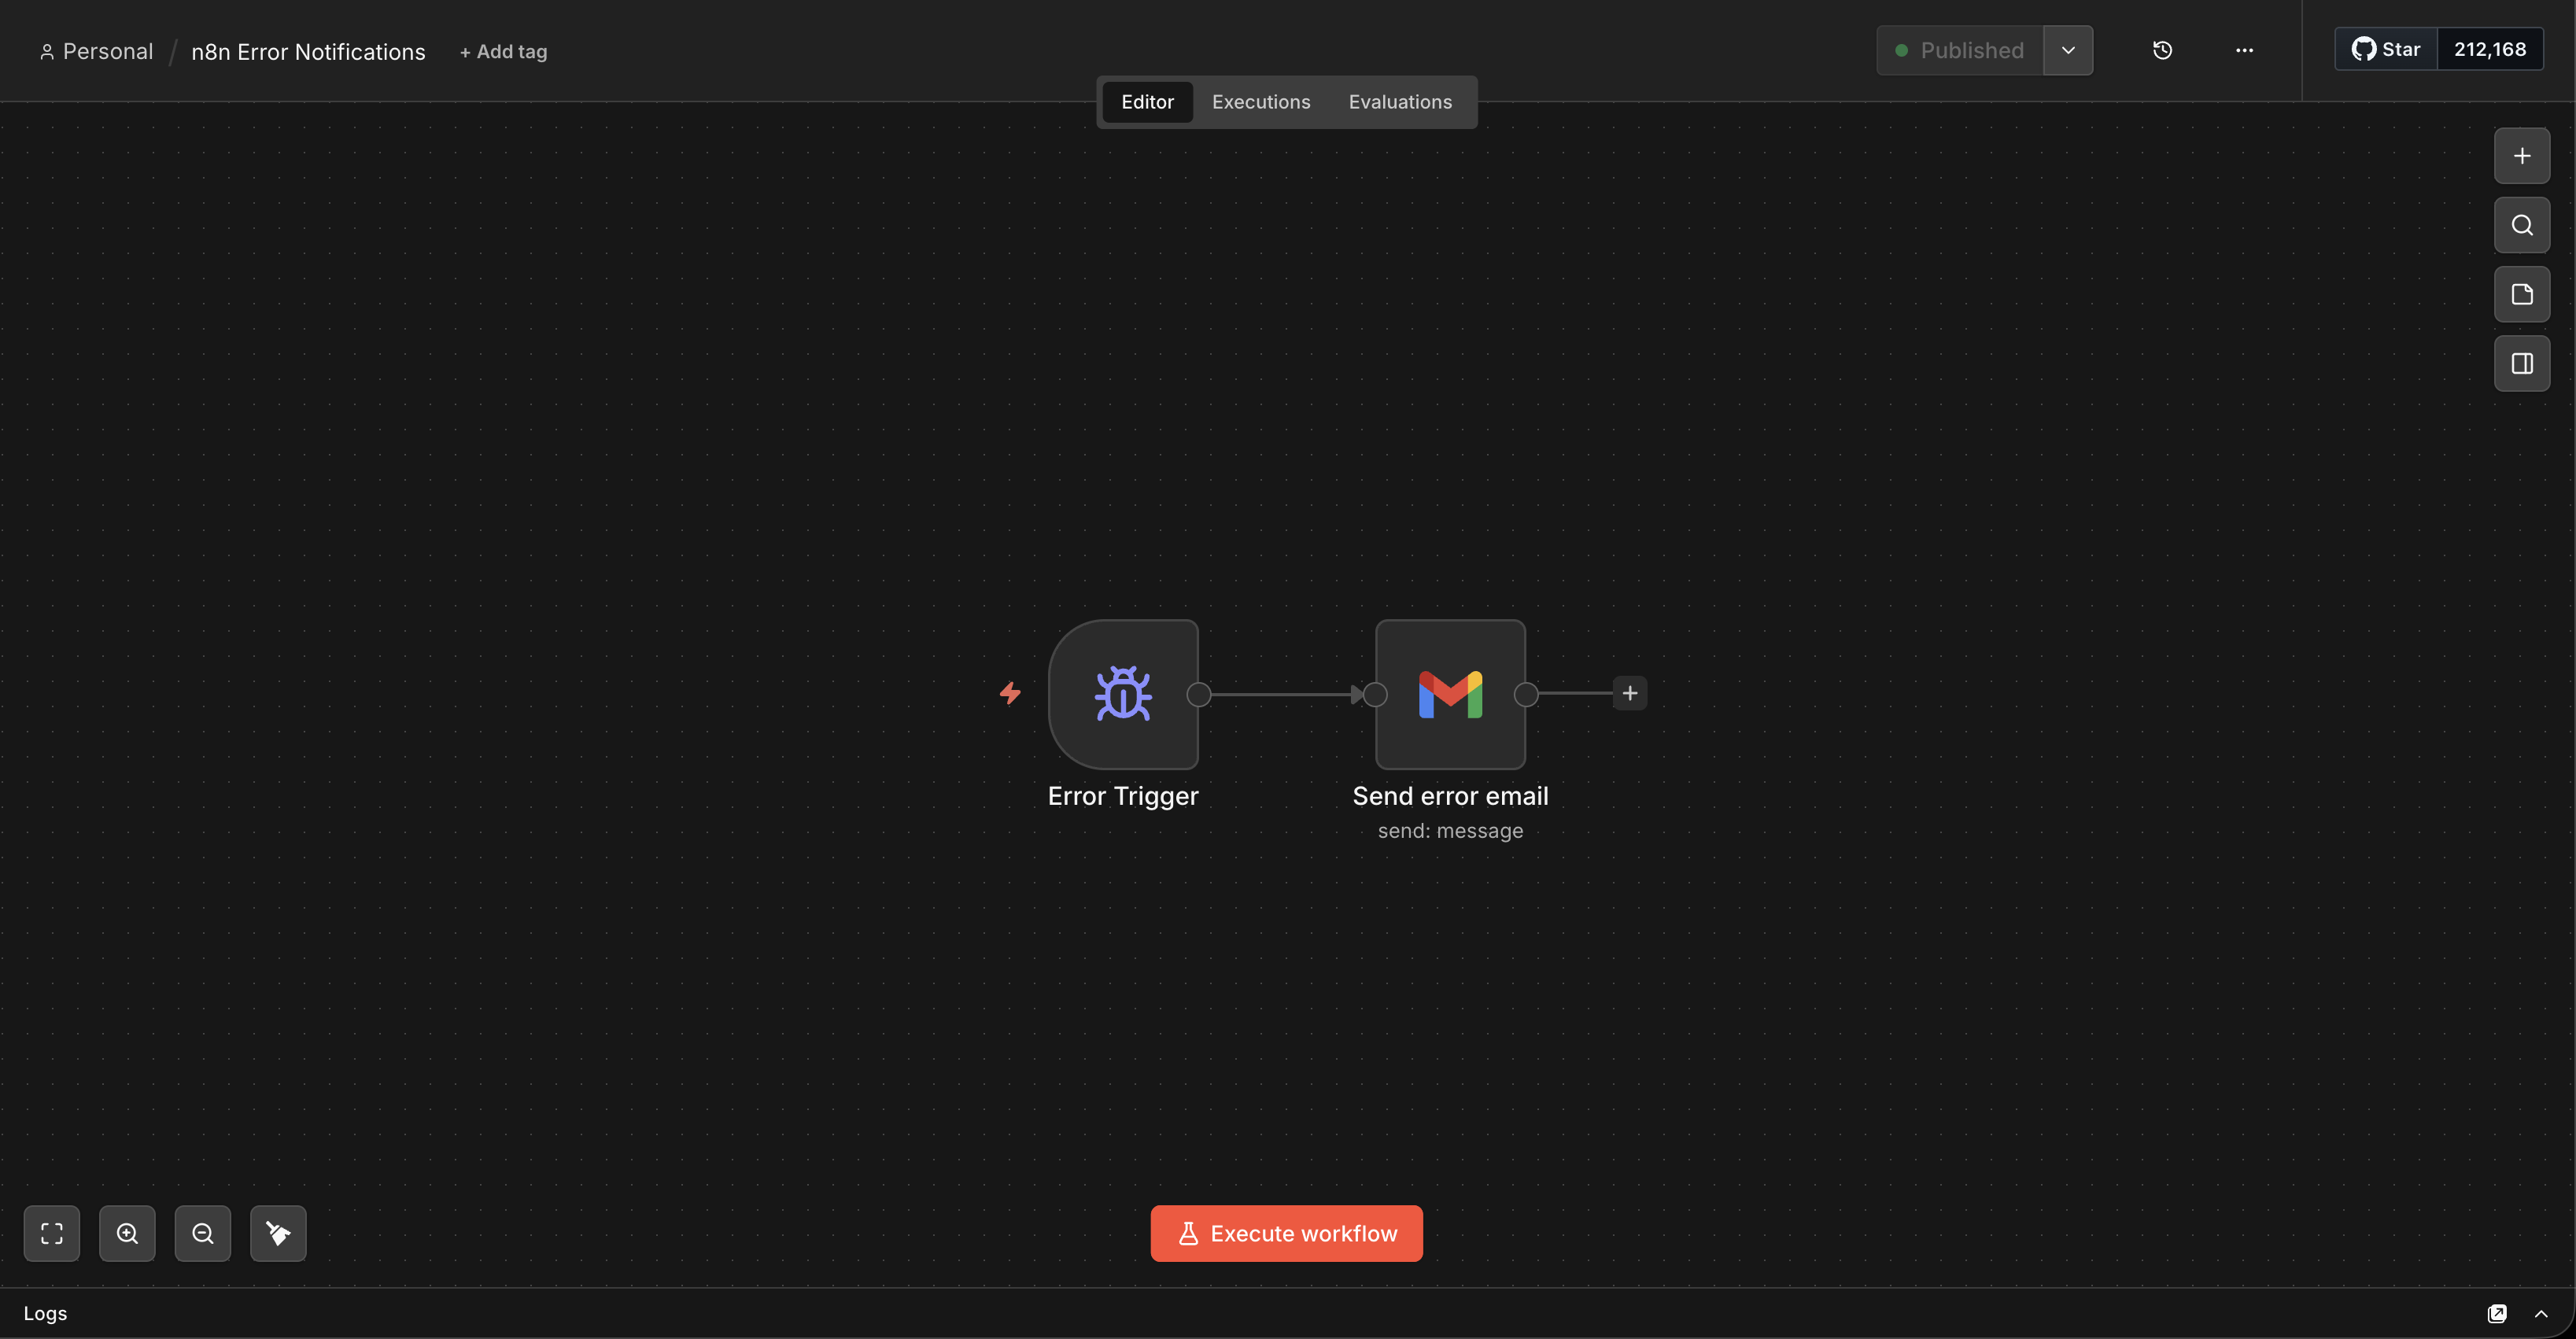 Personal / n8n Error Notifications + Add tag
Published
Star 212,168
Editor Executions Evaluations
Error Trigger
Send error email
send: message
Execute workflow
Logs